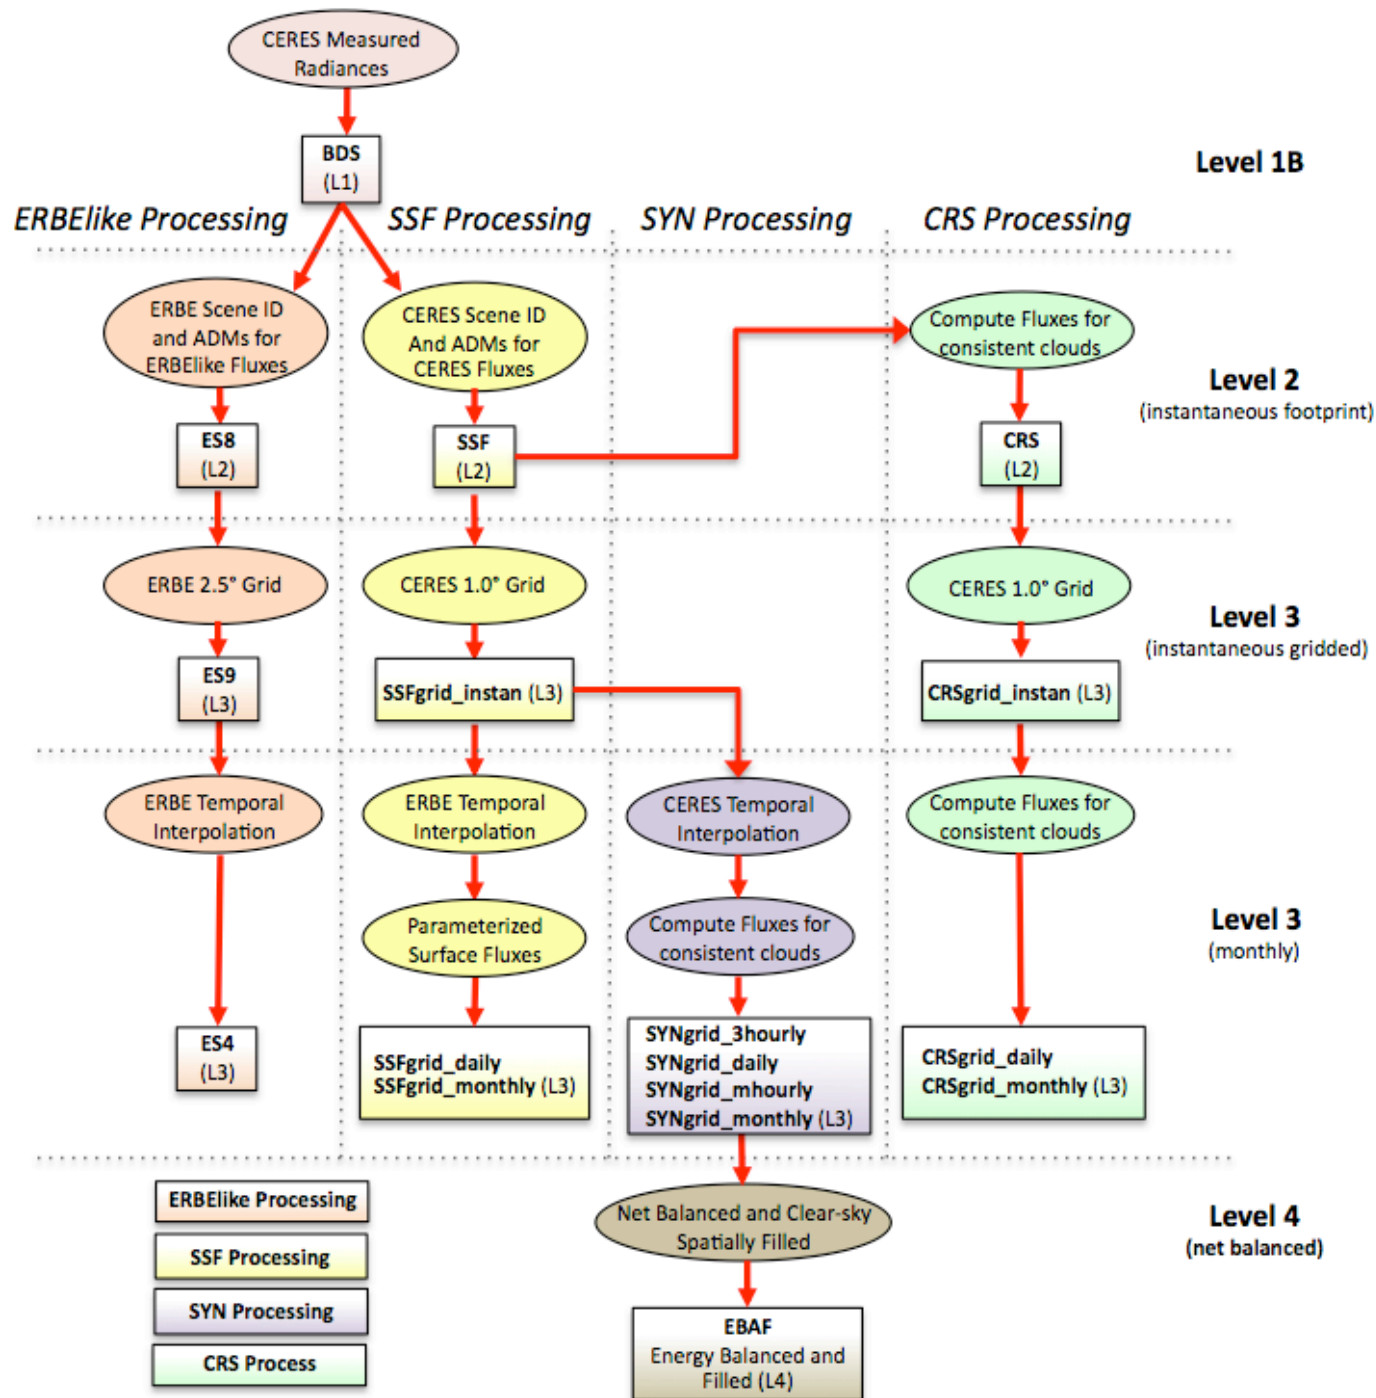 CERES Measured
Radiances
BDS
(L1)
Level 1B
ERBElike Processing
SSF Processing
SYN Processing
CRS Processing
ERBE Scene ID
and ADMs for
ERBElike Fluxes
CERES Scene ID
And ADMs for
CERES Fluxes
Compute Fluxes for
consistent clouds
Level 2
(instantaneous footprint)
ES8
(L2)
SSF
(L2)
CRS
(L2)
ERBE 2.5° Grid
CERES 1.0° Grid
CERES 1.0° Grid
Level 3
(instantaneous gridded)
ES9
(L3)
SSFgrid_instan (L3)
CRSgrid_instan (L3)
ERBE Temporal
Interpolation
ERBE Temporal
Interpolation
CERES Temporal
Interpolation
Compute Fluxes for
consistent clouds
Parameterized
Surface Fluxes
Compute Fluxes for
consistent clouds
Level 3
(monthly)
ES4
(L3)
SSFgrid_daily
SSFgrid_monthly (L3)
SYNgrid_3hourly
SYNgrid_daily
SYNgrid_mhourly
SYNgrid_monthly (L3)
CRSgrid_daily
CRSgrid_monthly (L3)
ERBElike Processing
SSF Processing
SYN Processing
CRS Process
Net Balanced and Clear-sky
Spatially Filled
Level 4
(net balanced)
EBAF
Energy Balanced and
Filled (L4)